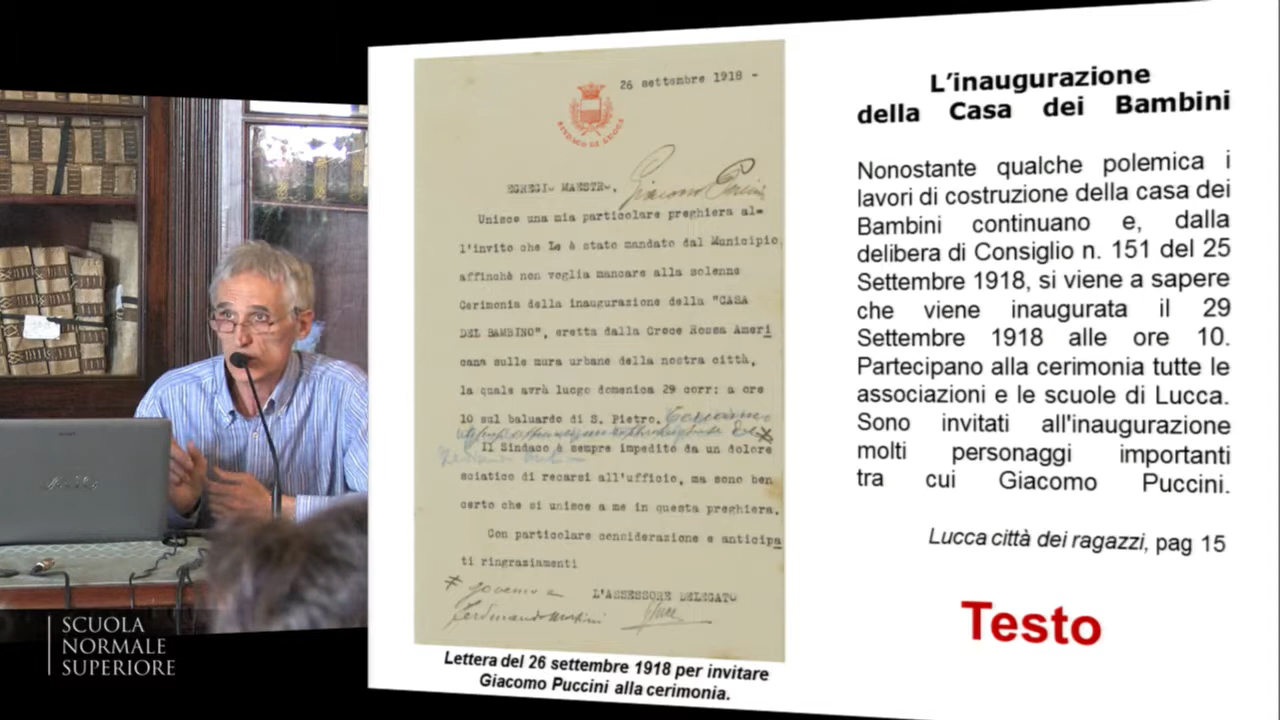 26 settembre 1918 -
SINDACO DI LUCCA
EGREGIO MAESTRO,
Giacomo Puccini
Unisco una mia particolare preghiera al=
l'invito che Le è stato mandato dal Municipio,
affinchè non voglia mancare alla solenne
Cerimonia della inaugurazione della "CASA
DEL BAMBINO", eretta dalla Croce Rossa Ameri
cana sulle mura urbane della nostra città,
la quale avrà luogo domenica 29 corr: a ore
10 sul baluardo di S. Pietro.
Il Sindaco è sempre impedito da un dolore
sciatico di recarsi all'ufficio, ma sono ben
certo che si unisce a me in questa preghiera.
Con particolare considerazione e anticipa
ti ringraziamenti
L'ASSESSORE DELEGATO
Ferdinando Martini
Lettera del 26 settembre 1918 per invitare
Giacomo Puccini alla cerimonia.
L'inaugurazione
della Casa dei Bambini
Nonostante qualche polemica i
lavori di costruzione della casa dei
Bambini continuano e, dalla
delibera di Consiglio n. 151 del 25
Settembre 1918, si viene a sapere
che viene inaugurata il 29
Settembre 1918 alle ore 10.
Partecipano alla cerimonia tutte le
associazioni e le scuole di Lucca.
Sono invitati all'inaugurazione
molti personaggi importanti
tra cui Giacomo Puccini.
Lucca città dei ragazzi, pag 15
Testo
SCUOLA
NORMALE
SUPERIORE